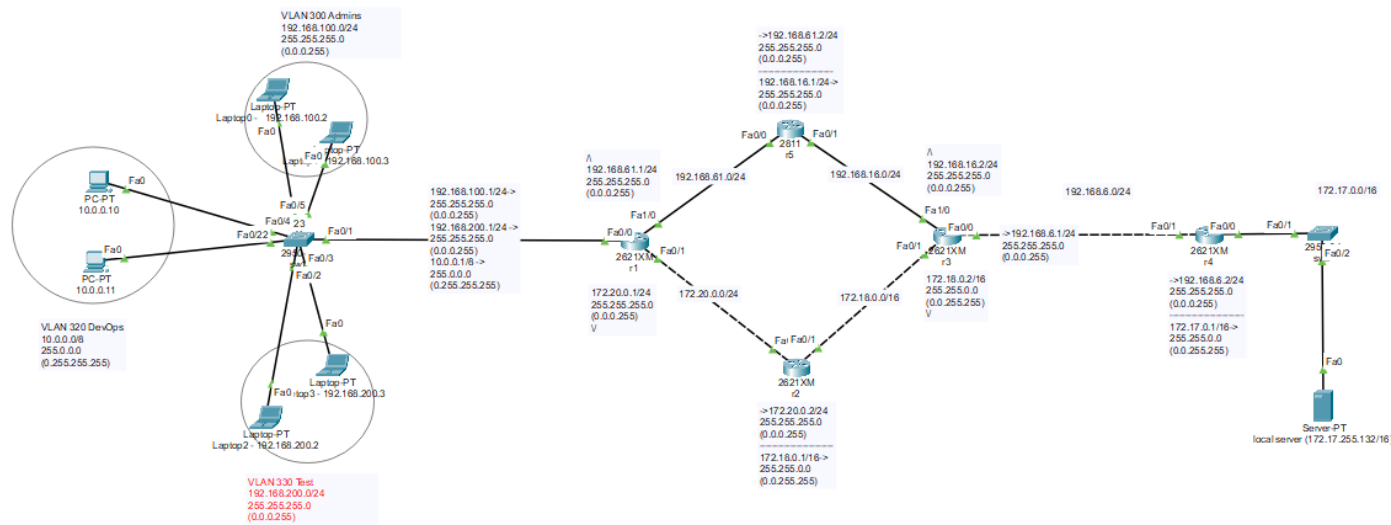 VLAN 300 Admins
192.168.100.0/24
255.255.255.0
(0.0.0.255)
Laptop-PT
Laptop0 - 192.168.100.2
Fa0
Fa0
192.168.100.3
PC-PT
10.0.0.10
Fa0
PC-PT
10.0.0.11
Fa0
Fa0/5
Fa0/4
23
Fa0/22
Fa0/1
Fa0/3
Fa0/2
VLAN 320 DevOps
10.0.0.0/8
255.0.0.0
(0.255.255.255)
Fa0
Laptop-PT
192.168.200.3
Fa0
Laptop-PT
Laptop2 - 192.168.200.2
VLAN 330 Test
192.168.200.0/24
255.255.255.0
(0.0.0.255)
192.168.100.1/24->
255.255.255.0
(0.0.0.255)
192.168.200.1/24 ->
255.255.255.0
(0.0.0.255)
10.0.0.1/8 ->
255.0.0.0
(0.255.255.255)
/\
192.168.61.1/24
255.255.255.0
(0.0.0.255)
Fa1/0
Fa0/0
Fa0/1
2621XM
r1
172.20.0.1/24
255.255.255.0
(0.0.0.255)
\/
192.168.61.0/24
172.20.0.0/24
->192.168.61.2/24
255.255.255.0
(0.0.0.255)
192.168.16.1/24->
255.255.255.0
(0.0.0.255)
Fa0/0
Fa0/1
2811
r5
192.168.16.0/24
172.18.0.0/16
Fa0/1
2621XM
r2
->172.20.0.2/24
255.255.255.0
(0.0.0.255)
172.18.0.1/16->
255.255.0.0
(0.0.255.255)
/\
192.168.16.2/24
255.255.255.0
(0.0.0.255)
Fa1/0
Fa0/0
Fa0/1
2621XM
r3
172.18.0.2/16
255.255.0.0
(0.0.255.255)
\/
->192.168.6.1/24
255.255.255.0
(0.0.0.255)
192.168.6.0/24
Fa0/1
Fa0/0
2621XM
r4
->192.168.6.2/24
255.255.255.0
(0.0.0.255)
172.17.0.1/16->
255.255.0.0
(0.0.255.255)
172.17.0.0/16
Fa0/1
Fa0/2
Fa0
Server-PT
local server (172.17.255.132/16)